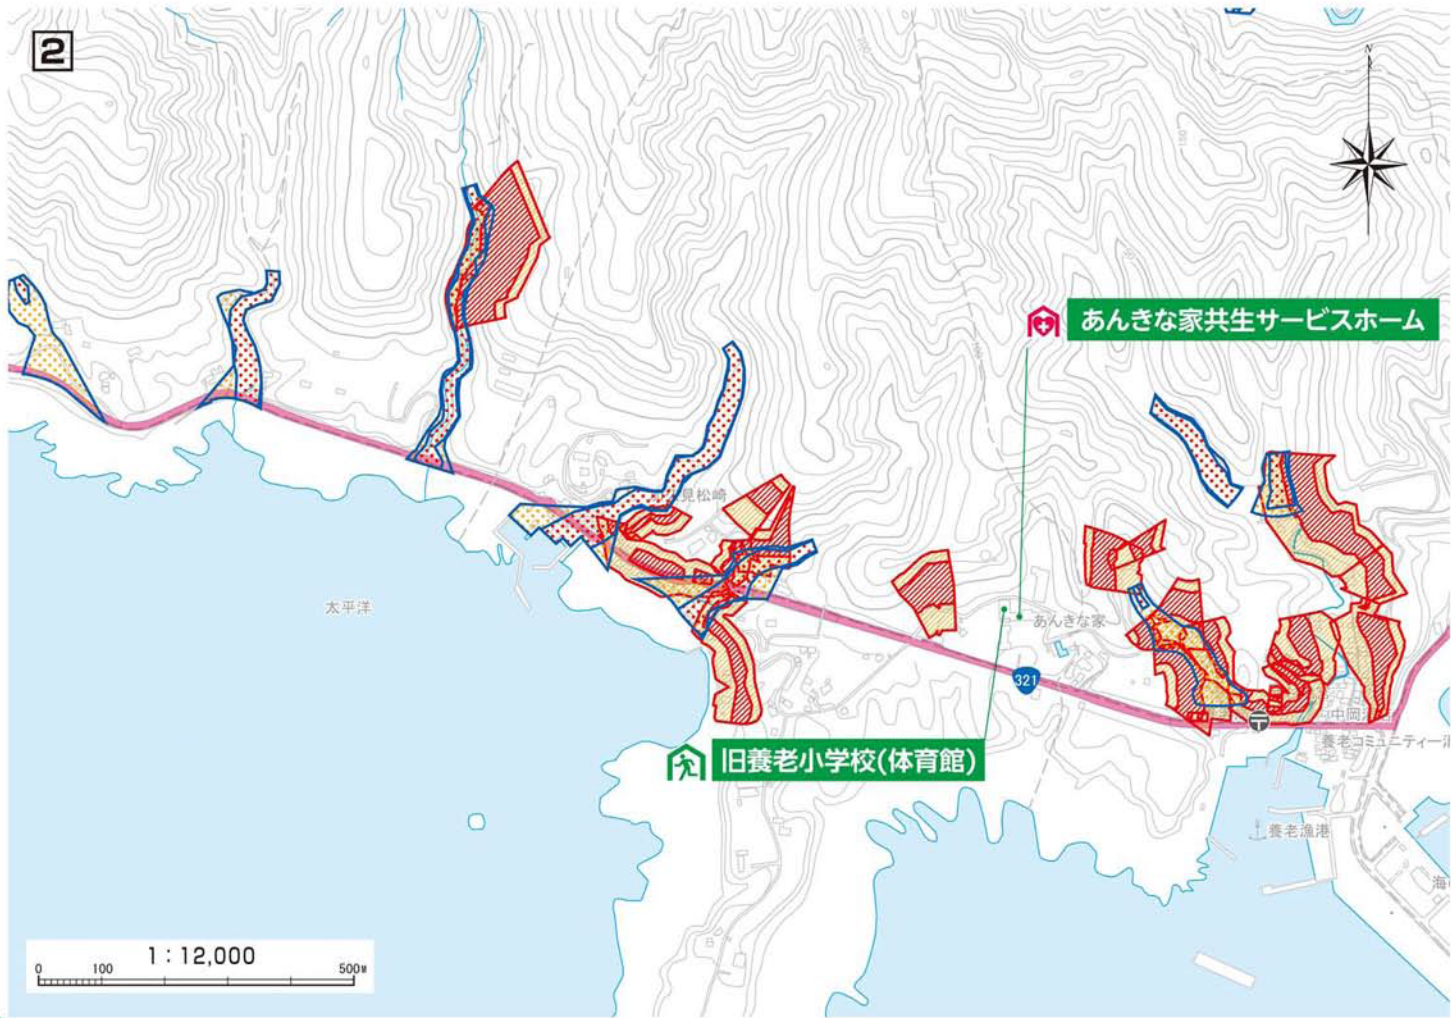 2
N
あんきな家共生サービスホーム
見松崎
太平洋
あんきな家
321
中岡
旧養老小学校(体育館)
養老コミュニティー
養老漁港
海
1：12,000
0 100 500m